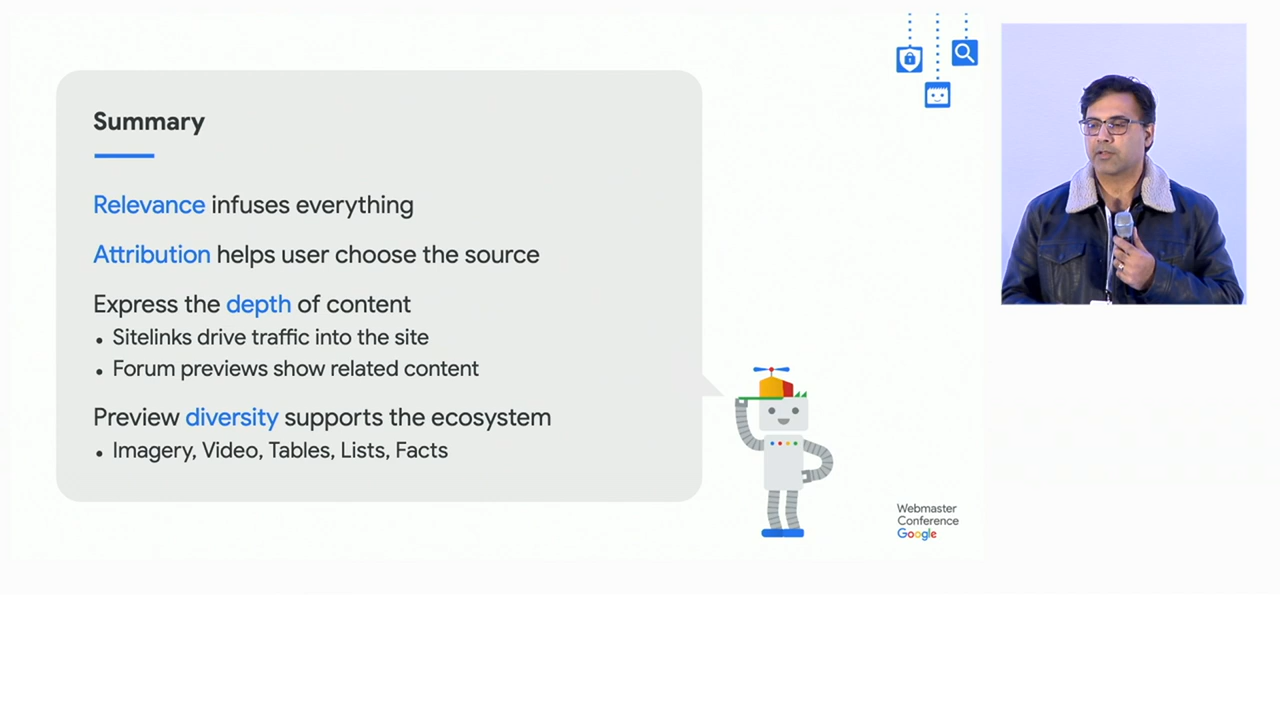 Summary
Relevance infuses everything
Attribution helps user choose the source
Express the depth of content
• Sitelinks drive traffic into the site
• Forum previews show related content
Preview diversity supports the ecosystem
• Imagery, Video, Tables, Lists, Facts
Webmaster
Conference
Google